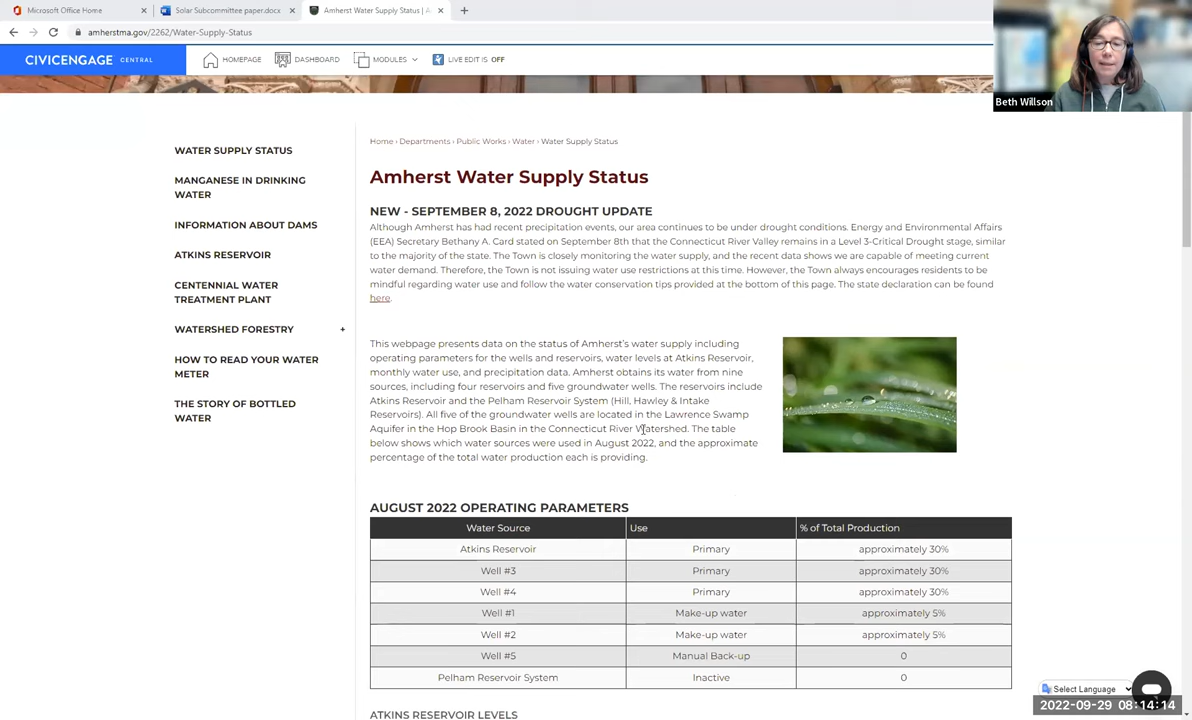 Microsoft Office Home
Solar Subcommittee paper.docx
Amherst Water Supply Status | A
amherstma.gov/2262/Water-Supply-Status
CIVICENGAGE CENTRAL
HOMEPAGE
DASHBOARD
MODULES
LIVE EDIT IS OFF
Beth Willson
Home › Departments › Public Works › Water › Water Supply Status
WATER SUPPLY STATUS
MANGANESE IN DRINKING
WATER
INFORMATION ABOUT DAMS
ATKINS RESERVOIR
CENTENNIAL WATER
TREATMENT PLANT
WATERSHED FORESTRY +
HOW TO READ YOUR WATER
METER
THE STORY OF BOTTLED
WATER
Amherst Water Supply Status
NEW - SEPTEMBER 8, 2022 DROUGHT UPDATE
Although Amherst has had recent precipitation events, our area continues to be under drought conditions. Energy and Environmental Affairs
(EEA) Secretary Bethany A. Card stated on September 8th that the Connecticut River Valley remains in a Level 3-Critical Drought stage, similar
to the majority of the state. The Town is closely monitoring the water supply, and the recent data shows we are capable of meeting current
water demand. Therefore, the Town is not issuing water use restrictions at this time. However, the Town always encourages residents to be
mindful regarding water use and follow the water conservation tips provided at the bottom of this page. The state declaration can be found
here.
This webpage presents data on the status of Amherst's water supply including
operating parameters for the wells and reservoirs, water levels at Atkins Reservoir,
monthly water use, and precipitation data. Amherst obtains its water from nine
sources, including four reservoirs and five groundwater wells. The reservoirs include
Atkins Reservoir and the Pelham Reservoir System (Hill, Hawley & Intake
Reservoirs). All five of the groundwater wells are located in the Lawrence Swamp
Aquifer in the Hop Brook Basin in the Connecticut River Watershed. The table
below shows which water sources were used in August 2022, and the approximate
percentage of the total water production each is providing.
AUGUST 2022 OPERATING PARAMETERS
Water Source Use % of Total Production
Atkins Reservoir Primary approximately 30%
Well #3 Primary approximately 30%
Well #4 Primary approximately 30%
Well #1 Make-up water approximately 5%
Well #2 Make-up water approximately 5%
Well #5 Manual Back-up 0
Pelham Reservoir System Inactive 0
ATKINS RESERVOIR LEVELS
Select Language
2022-09-29 08:14:14